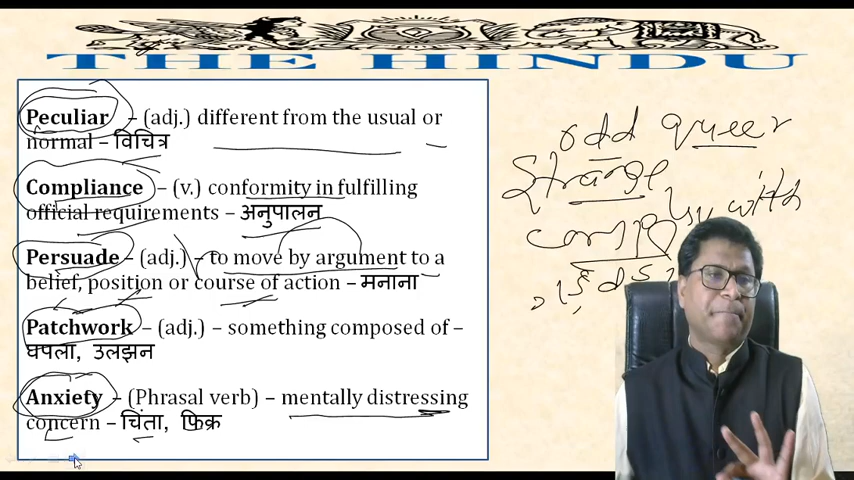 THE HINDU
Peculiar – (adj.) different from the usual or
normal – विचित्र
Compliance – (v.) conformity in fulfilling
official requirements – अनुपालन
Persuade – (adj.) – to move by argument to a
belief, position or course of action – मनाना
Patchwork – (adj.) – something composed of –
घपला, उलझन
Anxiety – (Phrasal verb) – mentally distressing
concern – चिंता, फ़िक्र
odd queer
strange
with